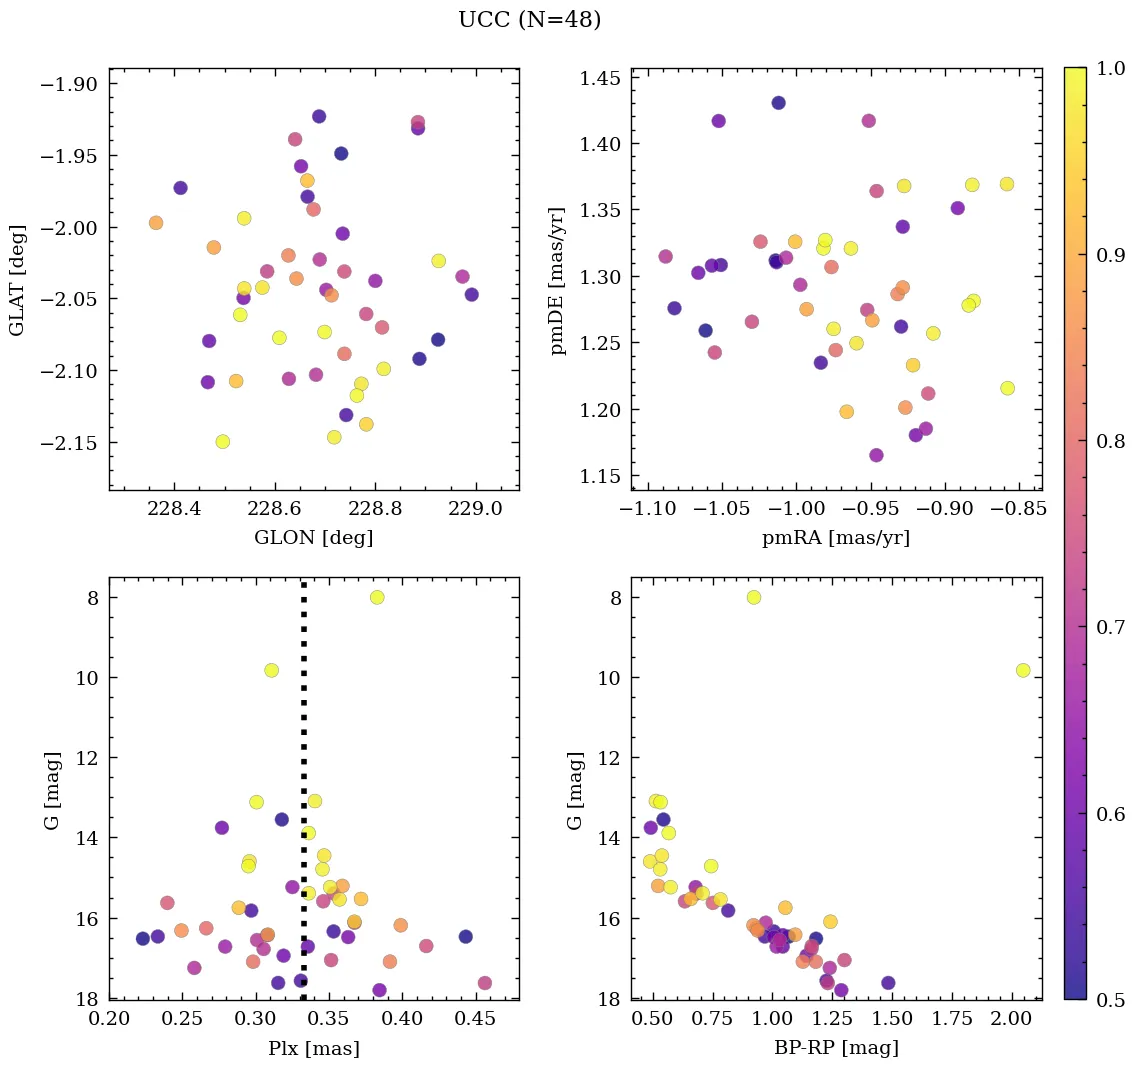 UCC (N=48)
−1.90
−1.95
−2.00
−2.05
−2.10
−2.15
GLAT [deg]
228.4 228.6 228.8 229.0
GLON [deg]
1.45
1.40
1.35
1.30
1.25
1.20
1.15
pmDE [mas/yr]
−1.10 −1.05 −1.00 −0.95 −0.90 −0.85
pmRA [mas/yr]
8
10
12
14
16
18
G [mag]
0.20 0.25 0.30 0.35 0.40 0.45
Plx [mas]
8
10
12
14
16
18
G [mag]
0.50 0.75 1.00 1.25 1.50 1.75 2.00
BP-RP [mag]
1.0
0.9
0.8
0.7
0.6
0.5